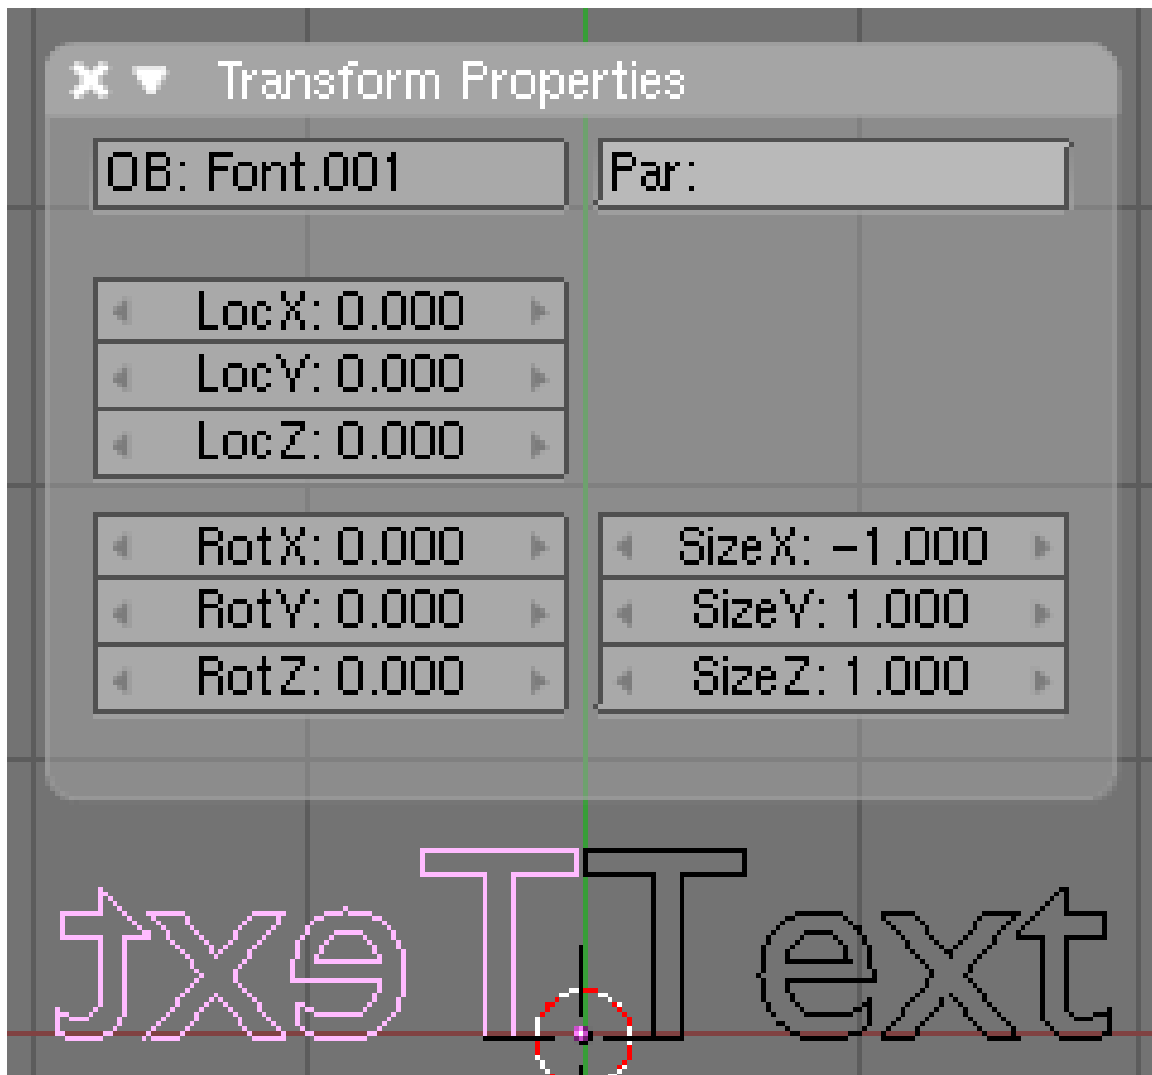 Transform Properties
OB: Font.001
Par:
LocX: 0.000
LocY: 0.000
LocZ: 0.000
RotX: 0.000
RotY: 0.000
RotZ: 0.000
SizeX: -1.000
SizeY: 1.000
SizeZ: 1.000
Text Text